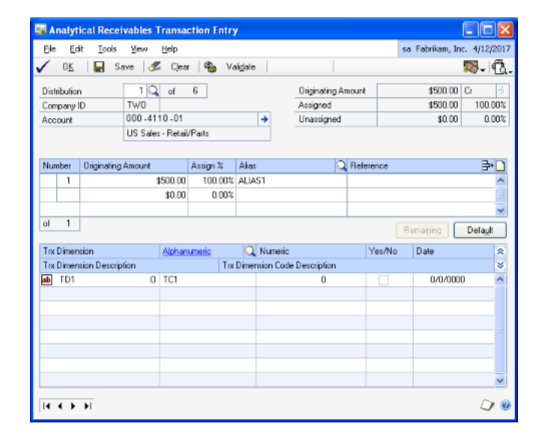 Analytical Receivables Transaction Entry
File Edit Tools View Help sa Fabrikam, Inc. 4/12/2017
OK Save Clear Validate
Distribution 1 of 6 Originating Amount $500.00 Cr
Company ID TWO Assigned $500.00 100.00%
Account 000 -4110 -01 Unassigned $0.00 0.00%
US Sales - Retail/Parts
Number Originating Amount Assign % Alias Reference
1 $500.00 100.00% ALIAS1
$0.00 0.00%
of 1
Remaining Default
Trx Dimension Alphanumeric Numeric Yes/No Date
Trx Dimension Description Trx Dimension Code Description
ab TD1 0 TC1 0 0/0/0000